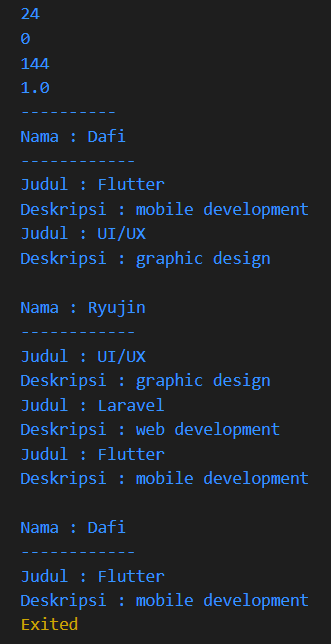 24
0
144
1.0
----------
Nama : Dafi
------------
Judul : Flutter
Deskripsi : mobile development
Judul : UI/UX
Deskripsi : graphic design

Nama : Ryujin
------------
Judul : UI/UX
Deskripsi : graphic design
Judul : Laravel
Deskripsi : web development
Judul : Flutter
Deskripsi : mobile development

Nama : Dafi
------------
Judul : Flutter
Deskripsi : mobile development
Exited